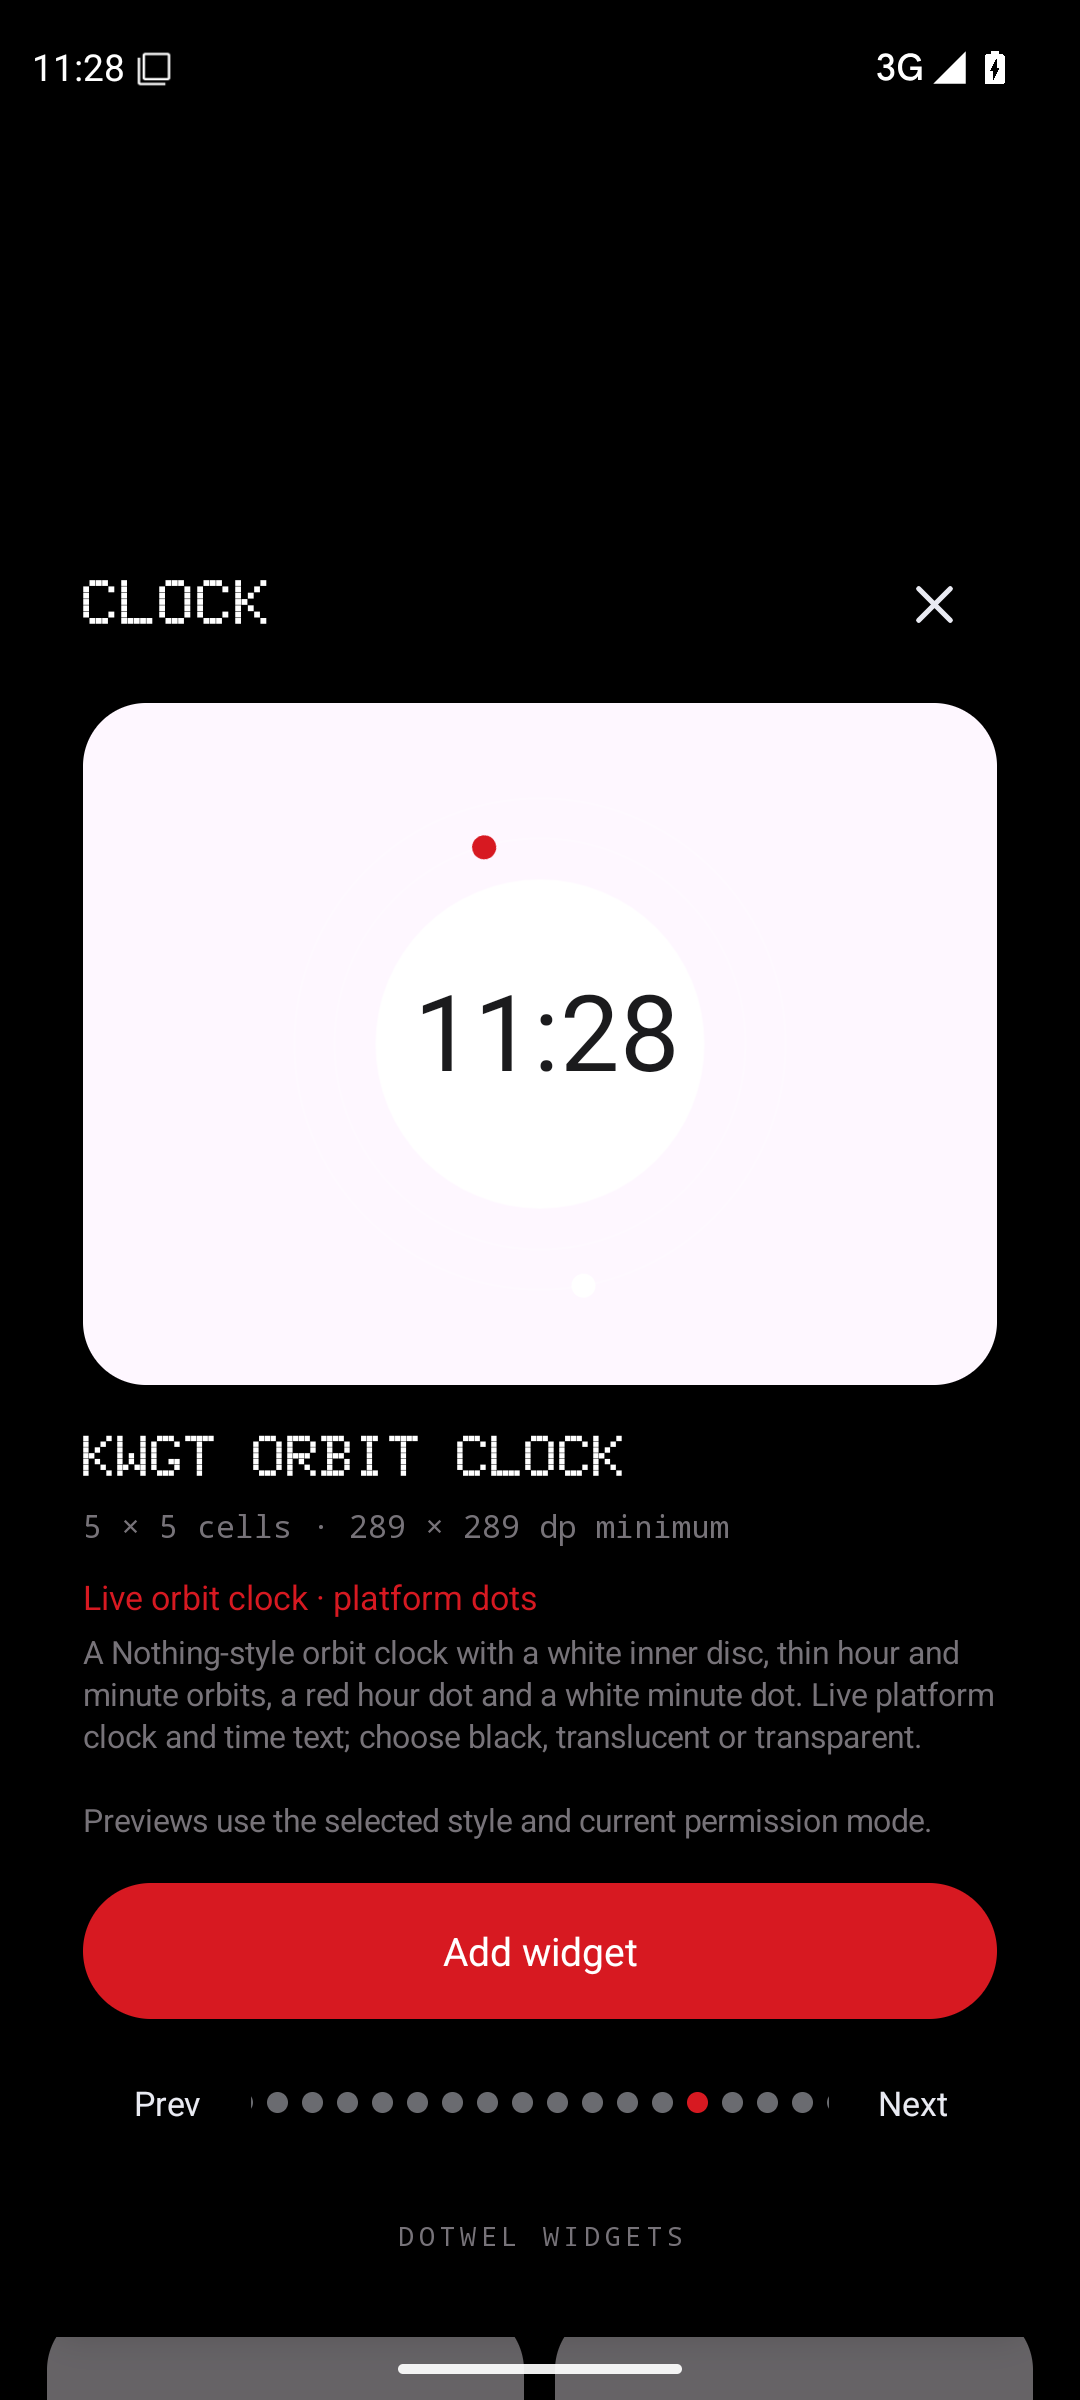 11:28
3G
CLOCK
11:28
KWGT ORBIT CLOCK
5 × 5 cells · 289 × 289 dp minimum
Live orbit clock · platform dots
A Nothing-style orbit clock with a white inner disc, thin hour and
minute orbits, a red hour dot and a white minute dot. Live platform
clock and time text; choose black, translucent or transparent.
Previews use the selected style and current permission mode.
Add widget
Prev
Next
DOTWEL WIDGETS